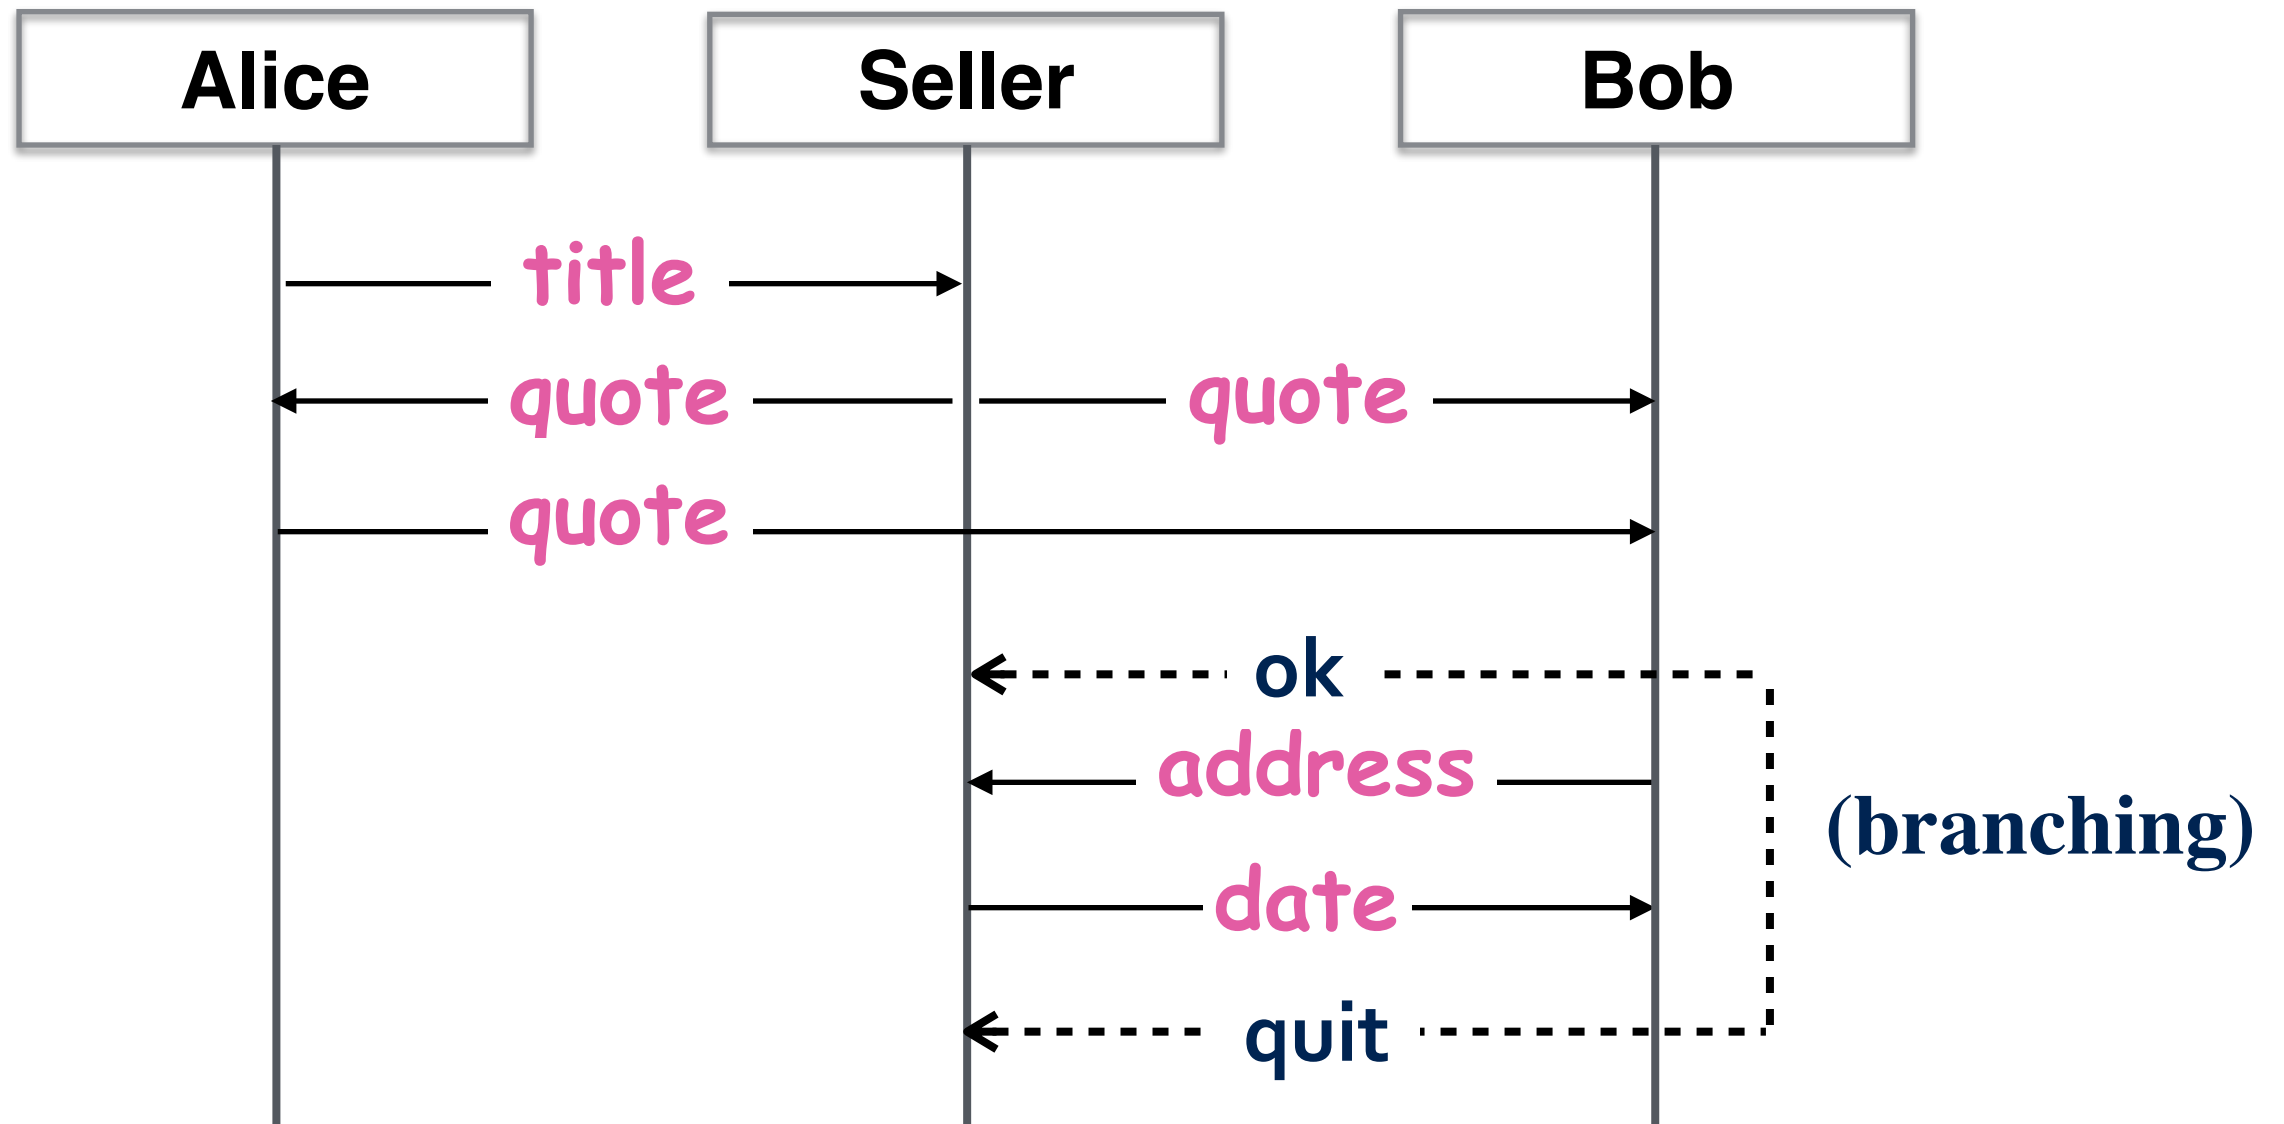 Alice Seller Bob
title
quote quote
quote
ok
address
(branching)
date
quit